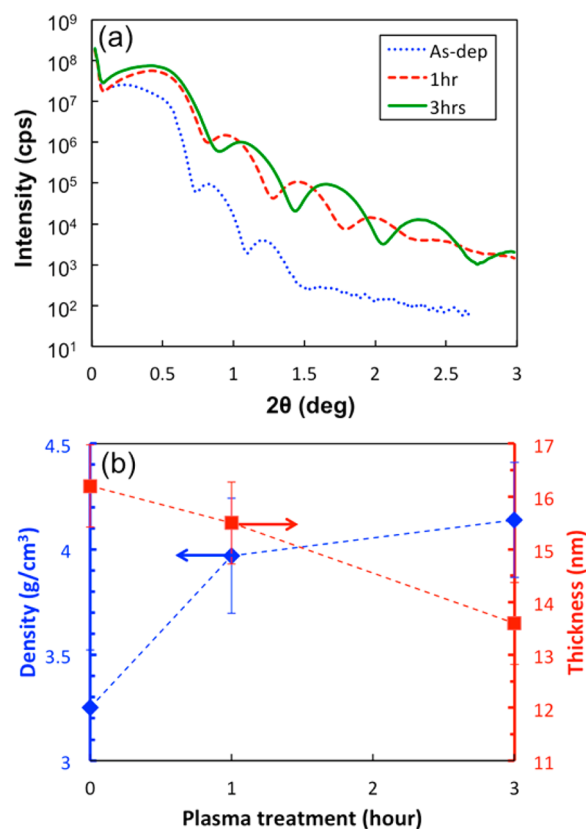 (a)
As-dep
1hr
3hrs
10⁹
10⁸
10⁷
10⁶
10⁵
10⁴
10³
10²
10¹
Intensity (cps)
0 0.5 1 1.5 2 2.5 3
2θ (deg)
(b)
4.5
4
3.5
3
Density (g/cm³)
17
16
15
14
13
12
11
Thickness (nm)
0 1 2 3
Plasma treatment (hour)